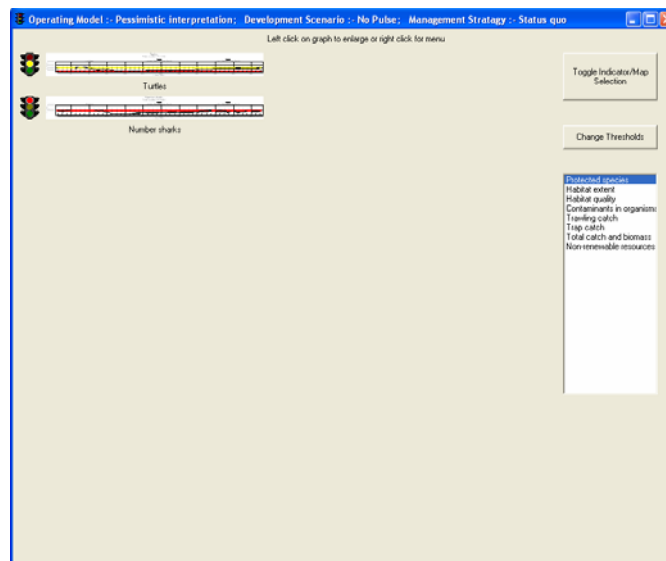 Operating Model :- Pessimistic interpretation; Development Scenario :- No Pulse; Management Stratagy :- Status quo
Left click on graph to enlarge or right click for menu
Turtles
Number sharks
Toggle Indicator/Map
Selection
Change Thresholds
Protected species
Habitat extent
Habitat quality
Contaminants in organisms
Trawling catch
Trap catch
Total catch and biomass
Non-renewable resources